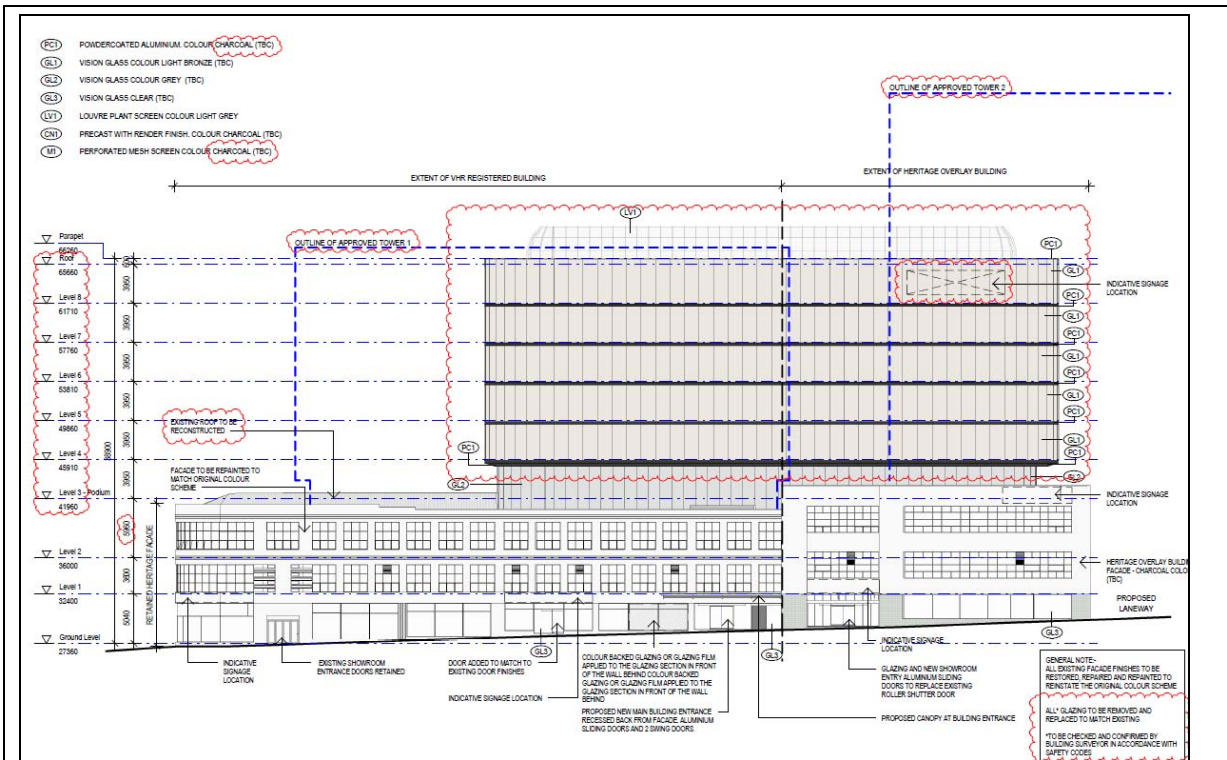 PC1 POWDERCOATED ALUMINIUM. COLOUR CHARCOAL (TBC)
GL1 VISION GLASS COLOUR LIGHT BRONZE (TBC)
GL2 VISION GLASS COLOUR GREY (TBC)
GL3 VISION GLASS CLEAR (TBC)
LV1 LOUVRE PLANT SCREEN COLOUR LIGHT GREY
CN1 PRECAST WITH RENDER FINISH. COLOUR CHARCOAL (TBC)
M1 PERFORATED MESH SCREEN COLOUR CHARCOAL (TBC)
OUTLINE OF APPROVED TOWER 2
EXTENT OF VHR REGISTERED BUILDING
EXTENT OF HERITAGE OVERLAY BUILDING
LV1
OUTLINE OF APPROVED TOWER 1
PC1
GL1
PC1
GL1
PC1
GL1
PC1
GL1
PC1
GL1
PC1
GL2
PC1
GL2
INDICATIVE SIGNAGE
LOCATION
INDICATIVE SIGNAGE
LOCATION
Parapet
66260
Roof
65660
Level 8
61710
Level 7
57760
Level 6
53810
Level 5
49860
Level 4
45910
Level 3 - Podium
41960
Level 2
36000
Level 1
32400
Ground Level
27360
600
3950
3950
3950
3950
3950
3950
5960
3600
5040
38900
RETAINED HERITAGE FACADE
EXISTING ROOF TO BE
RECONSTRUCTED
FACADE TO BE REPAINTED TO
MATCH ORIGINAL COLOUR
SCHEME
HERITAGE OVERLAY BUILD
FACADE - CHARCOAL COLO
(TBC)
PROPOSED
LANEWAY
GL3
GL3
GL3
INDICATIVE
SIGNAGE
LOCATION
EXISTING SHOWROOM
ENTRANCE DOORS RETAINED
DOOR ADDED TO MATCH TO
EXISTING DOOR FINISHES
INDICATIVE SIGNAGE LOCATION
COLOUR BACKED GLAZING OR GLAZING FILM
APPLIED TO THE GLAZING SECTION IN FRONT
OF THE WALL BEHIND COLOUR BACKED
GLAZING OR GLAZING FILM APPLIED TO THE
GLAZING SECTION IN FRONT OF THE WALL
BEHIND
PROPOSED NEW MAIN BUILDING ENTRANCE
RECESSED BACK FROM FACADE. ALUMINIUM
SLIDING DOORS AND 2 SWING DOORS
INDICATIVE SIGNAGE
LOCATION
GLAZING AND NEW SHOWROOM
ENTRY ALUMINIUM SLIDING
DOORS TO REPLACE EXISTING
ROLLER SHUTTER DOOR
PROPOSED CANOPY AT BUILDING ENTRANCE
GENERAL NOTE:-
ALL EXISTING FACADE FINISHES TO BE
RESTORED, REPAIRED AND REPAINTED TO
REINSTATE THE ORIGINAL COLOUR SCHEME
ALL* GLAZING TO BE REMOVED AND
REPLACED TO MATCH EXISTING
*TO BE CHECKED AND CONFIRMED BY
BUILDING SURVEYOR IN ACCORDANCE WITH
SAFETY CODES